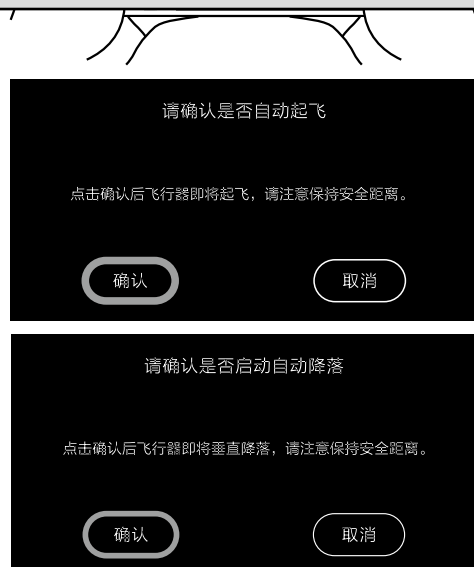 请确认是否自动起飞
点击确认后飞行器即将起飞，请注意保持安全距离。
确认
取消
请确认是否启动自动降落
点击确认后飞行器即将垂直降落，请注意保持安全距离。
确认
取消